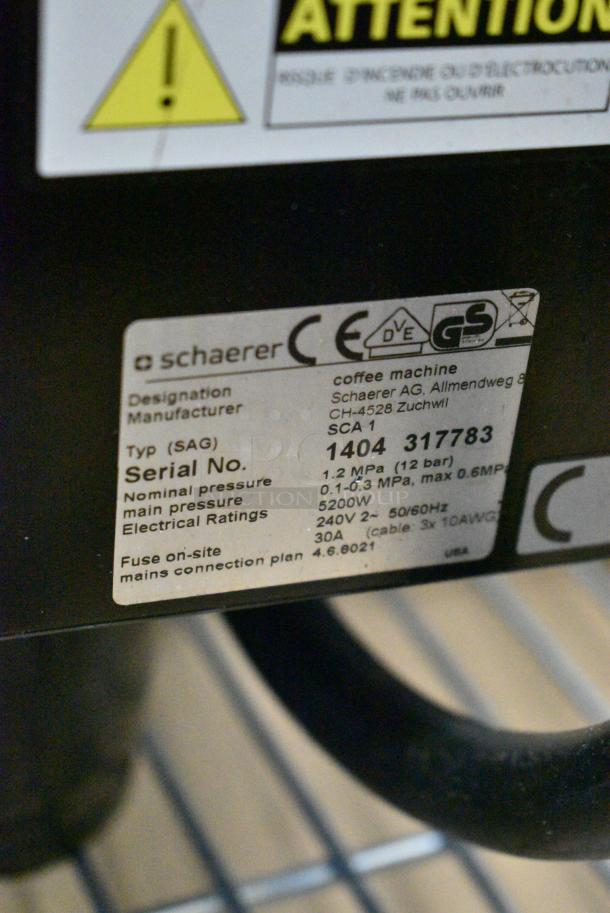 ATTENTION
RISQUE D'INCENDIE OU D'ÉLECTROCUTION
NE PAS OUVRIR
schaerer CE DVE GS
Designation coffee machine
Manufacturer Schaerer AG, Allmendweg 8
CH-4528 Zuchwil
Typ (SAG) SCA 1
Serial No. 1404 317783
Nominal pressure 1.2 MPa (12 bar)
main pressure 0.1-0.3 MPa, max 0.6MPa
Electrical Ratings 5200W
240V 2~ 50/60Hz
Fuse on-site 30A (cable: 3x 10AWG)
mains connection plan 4.6.8021 USA